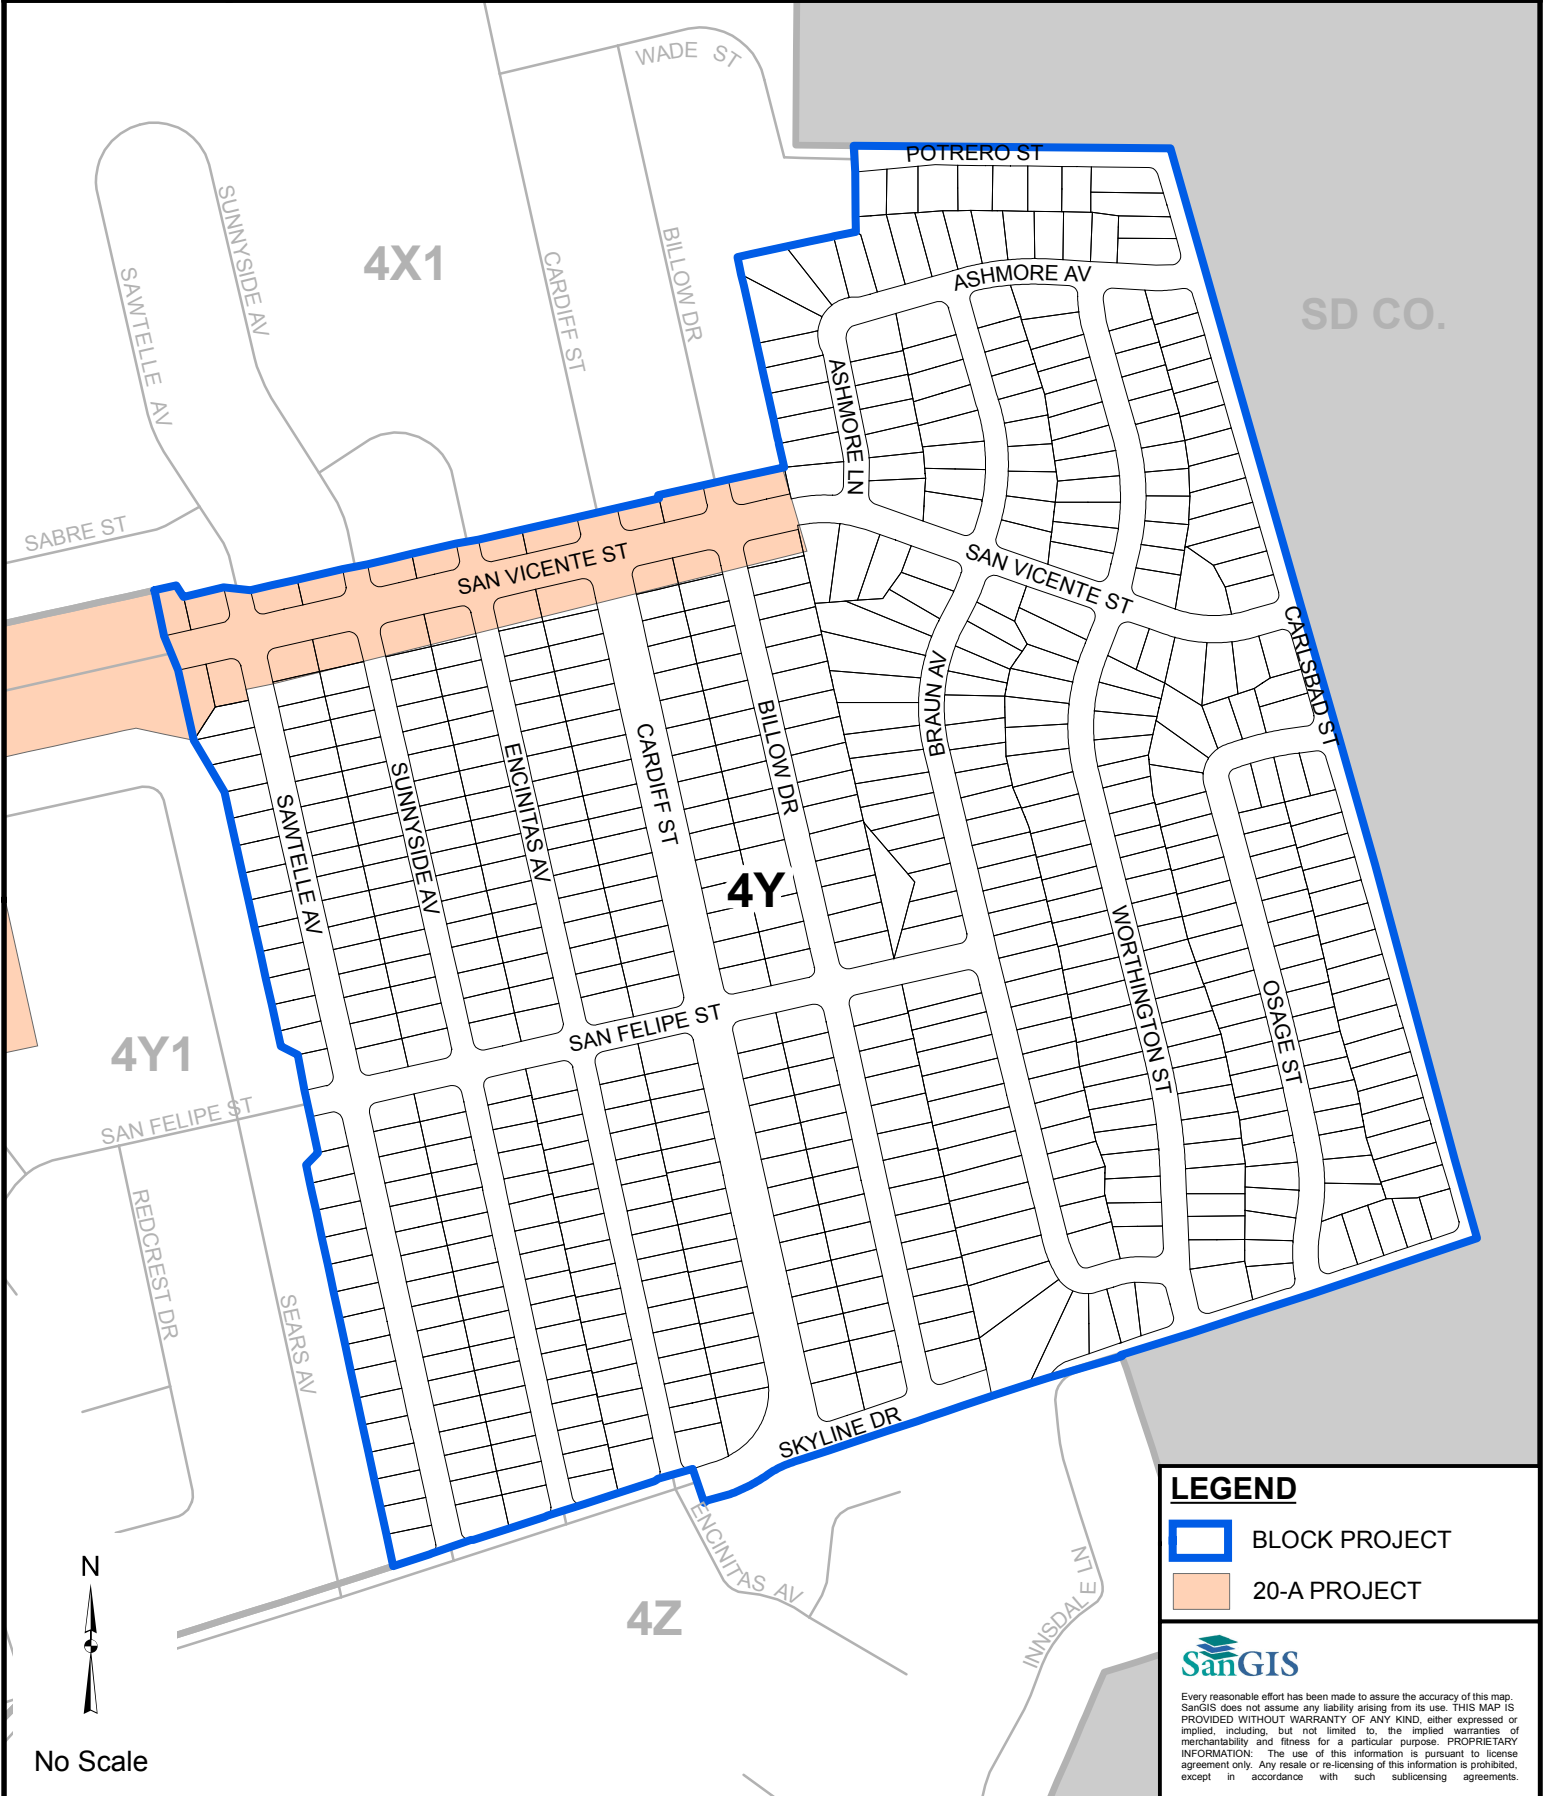 WADE ST
POTRERO ST
SUNNYSIDE AV
4X1
BILLOW DR
CARDIFF ST
SAWTELLE AV
ASHMORE AV
SD CO.
ASHMORE LN
SABRE ST
SAN VICENTE ST
SAN VICENTE ST
CARLSBAD ST
BRAUN AV
BILLOW DR
CARDIFF ST
ENCINITAS AV
SUNNYSIDE AV
SAWTELLE AV
4Y
WORTHINGTON ST
OSAGE ST
SAN FELIPE ST
4Y1
SAN FELIPE ST
REDCREST DR
SEARS AV
SKYLINE DR
ENCINITAS AV
INNSDALE LN
4Z
N
No Scale
LEGEND
BLOCK PROJECT
20-A PROJECT
SanGIS
Every reasonable effort has been made to assure the accuracy of this map.
SanGIS does not assume any liability arising from its use. THIS MAP IS
PROVIDED WITHOUT WARRANTY OF ANY KIND, either expressed or
implied, including, but not limited to, the implied warranties of
merchantability and fitness for a particular purpose. PROPRIETARY
INFORMATION: The use of this information is pursuant to license
agreement only. Any resale or re-licensing of this information is prohibited,
except in accordance with such sublicensing agreements.